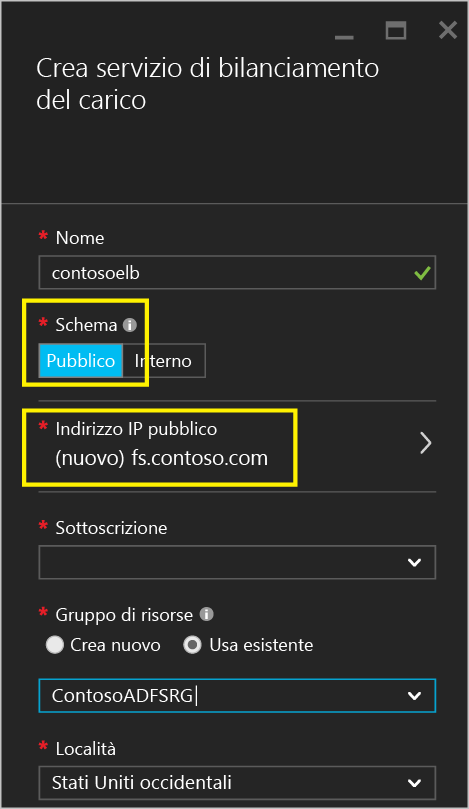 Crea servizio di bilanciamento
del carico
* Nome
contosoelb
* Schema
Pubblico Interno
* Indirizzo IP pubblico
(nuovo) fs.contoso.com
* Sottoscrizione
* Gruppo di risorse
Crea nuovo Usa esistente
ContosoADFSRG
* Località
Stati Uniti occidentali